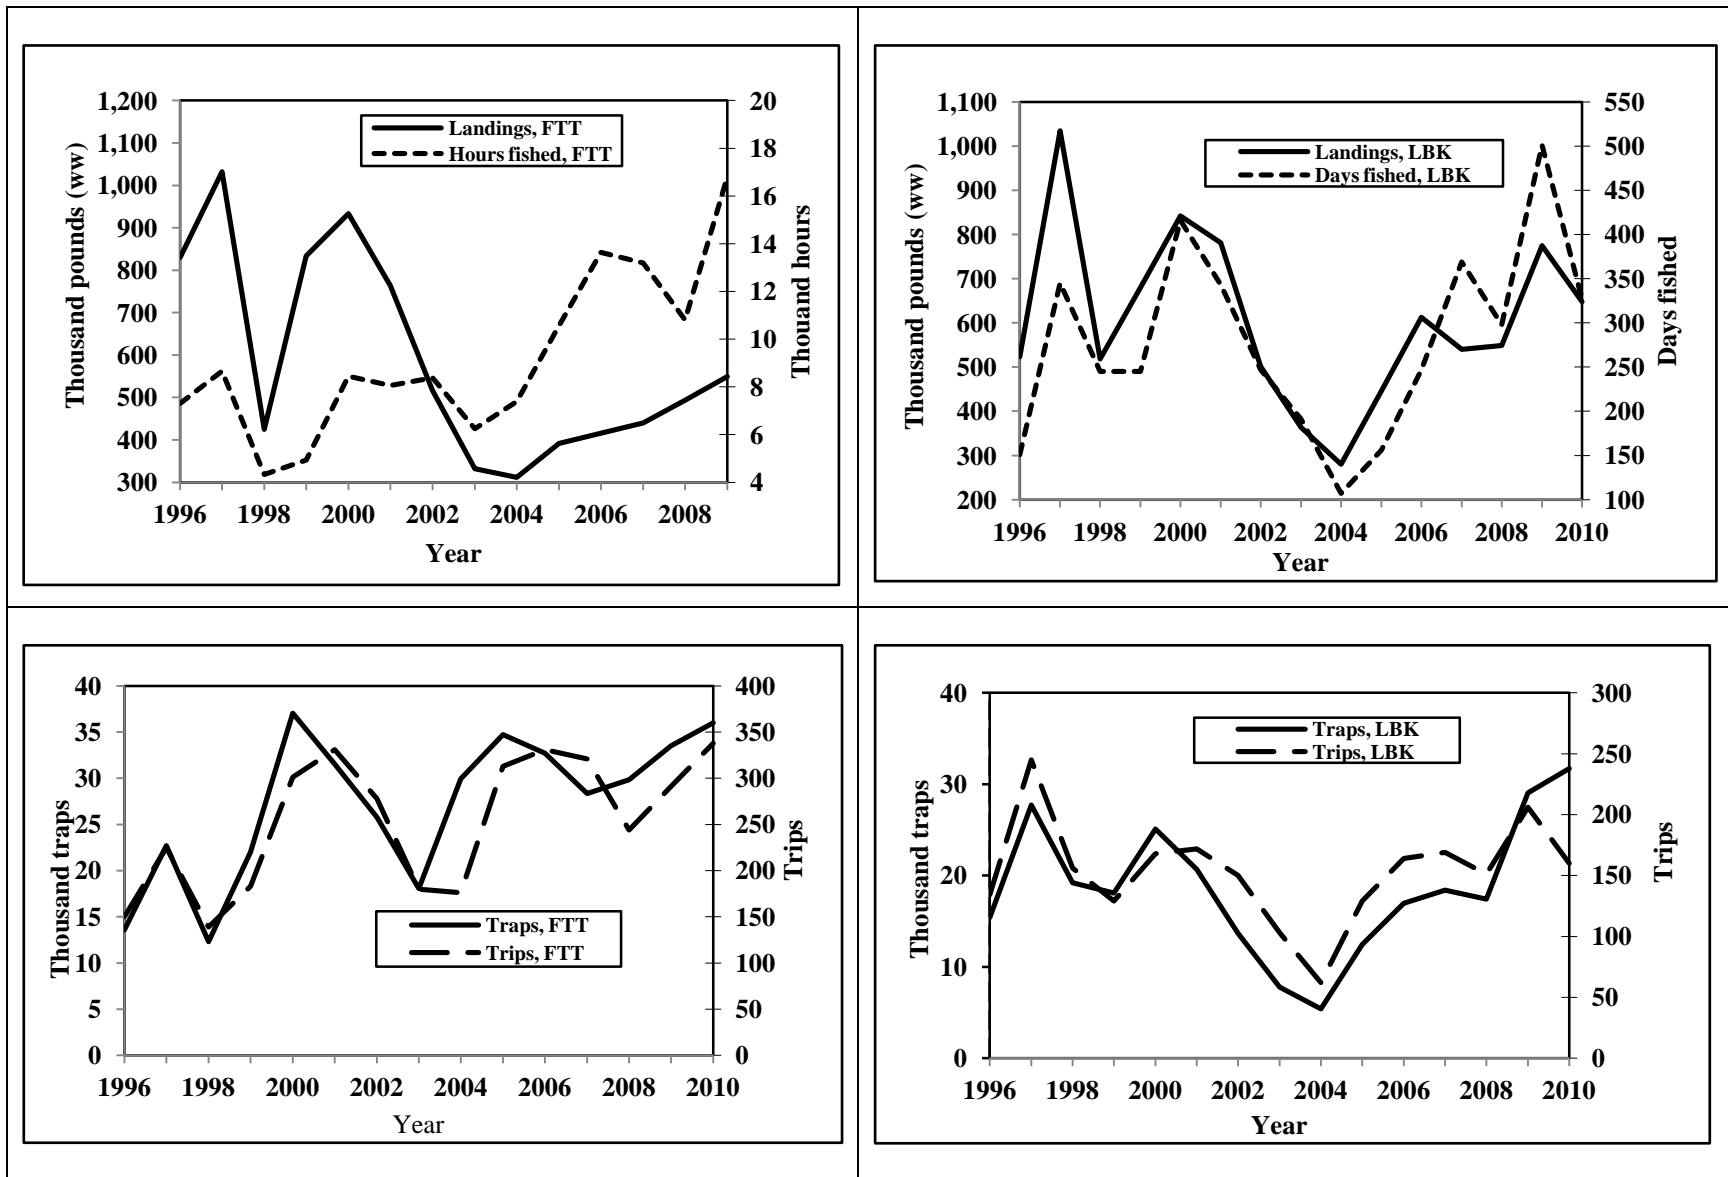 1,200
1,100
1,000
900
800
700
600
500
400
300
Thousand pounds (ww)
20
18
16
14
12
10
8
6
4
Thouand hours
Landings, FTT
Hours fished, FTT
1996 1998 2000 2002 2004 2006 2008
Year
1,100
1,000
900
800
700
600
500
400
300
200
Thousand pounds (ww)
550
500
450
400
350
300
250
200
150
100
Days fished
Landings, LBK
Days fished, LBK
1996 1998 2000 2002 2004 2006 2008 2010
Year
40
35
30
25
20
15
10
5
0
Thousand traps
400
350
300
250
200
150
100
50
0
Trips
Traps, FTT
Trips, FTT
1996 1998 2000 2002 2004 2006 2008 2010
Year
40
30
20
10
0
Thousand traps
300
250
200
150
100
50
0
Trips
Traps, LBK
Trips, LBK
1996 1998 2000 2002 2004 2006 2008 2010
Year